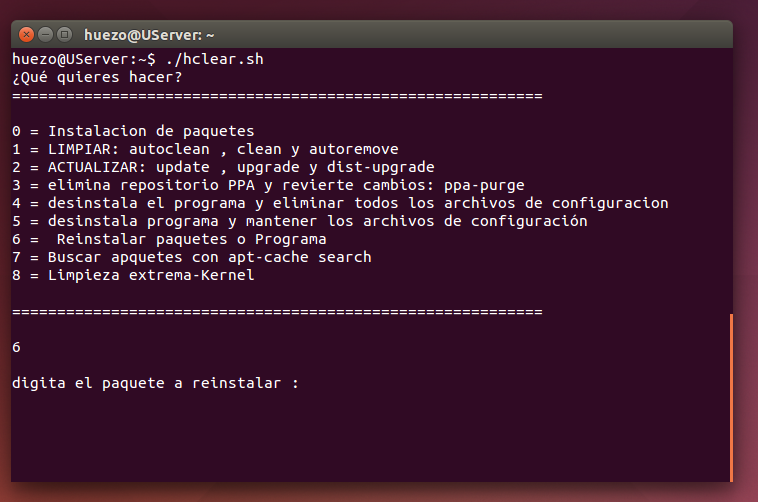 huezo@UServer: ~
huezo@UServer:~$ ./hclear.sh
¿Qué quieres hacer?
===========================================================
0 = Instalacion de paquetes
1 = LIMPIAR: autoclean , clean y autoremove
2 = ACTUALIZAR: update , upgrade y dist-upgrade
3 = elimina repositorio PPA y revierte cambios: ppa-purge
4 = desinstala el programa y eliminar todos los archivos de configuracion
5 = desinstala programa y mantener los archivos de configuración
6 =  Reinstalar paquetes o Programa
7 = Buscar apquetes con apt-cache search
8 = Limpieza extrema-Kernel
===========================================================
6
digita el paquete a reinstalar :